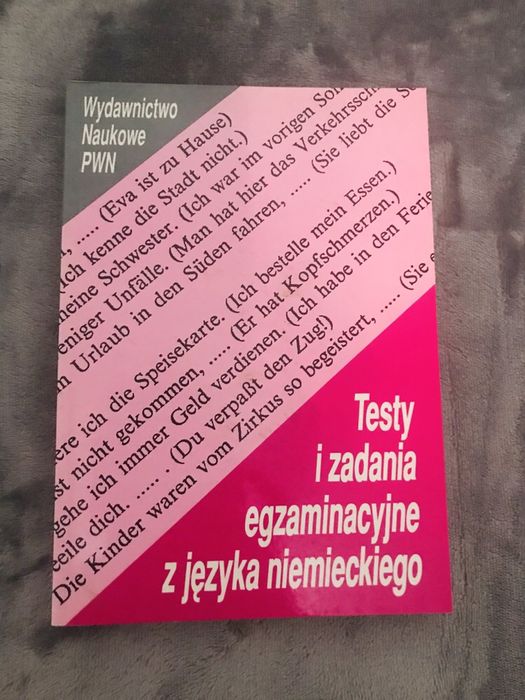 Wydawnictwo
Naukowe
PWN
..... (Eva ist zu Hause)
(Ich kenne die Stadt nicht.)
meine Schwester. (Ich war im vorigen
weniger Unfälle. (Man hat hier das Verkehrssch
m Urlaub in den Süden fahren, ..... (Sie liebt die
ere ich die Speisekarte. (Ich bestelle mein Essen.)
st nicht gekommen, ..... (Er hat Kopfschmerzen.)
gehe ich immer Geld verdienen. (Ich habe in den Ferie
eeile dich. ..... . (Du verpaßt den Zug!)
Die Kinder waren vom Zirkus so begeistert, ..... (Sie
Testy
i zadania
egzaminacyjne
z języka niemieckiego